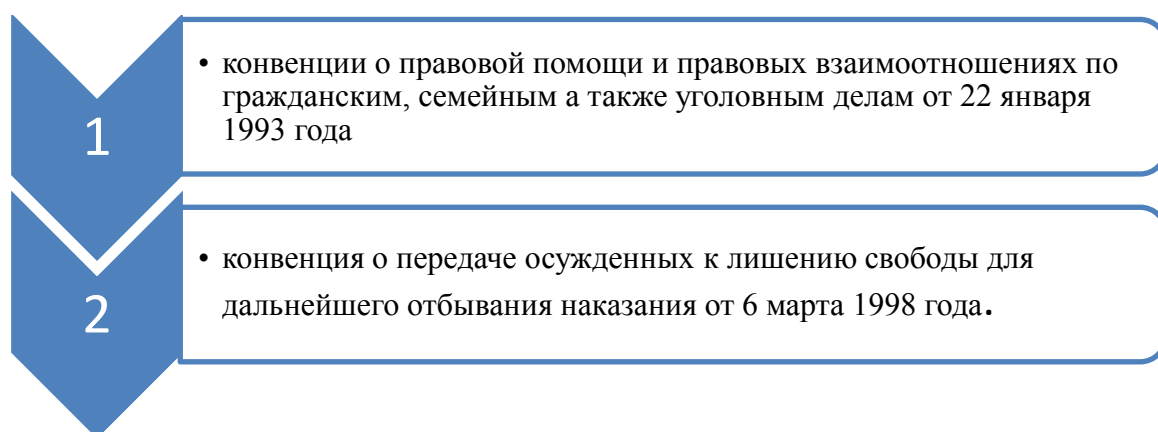 1
• конвенции о правовой помощи и правовых взаимоотношениях по
гражданским, семейным а также уголовным делам от 22 января
1993 года
2
• конвенция о передаче осужденных к лишению свободы для
дальнейшего отбывания наказания от 6 марта 1998 года.